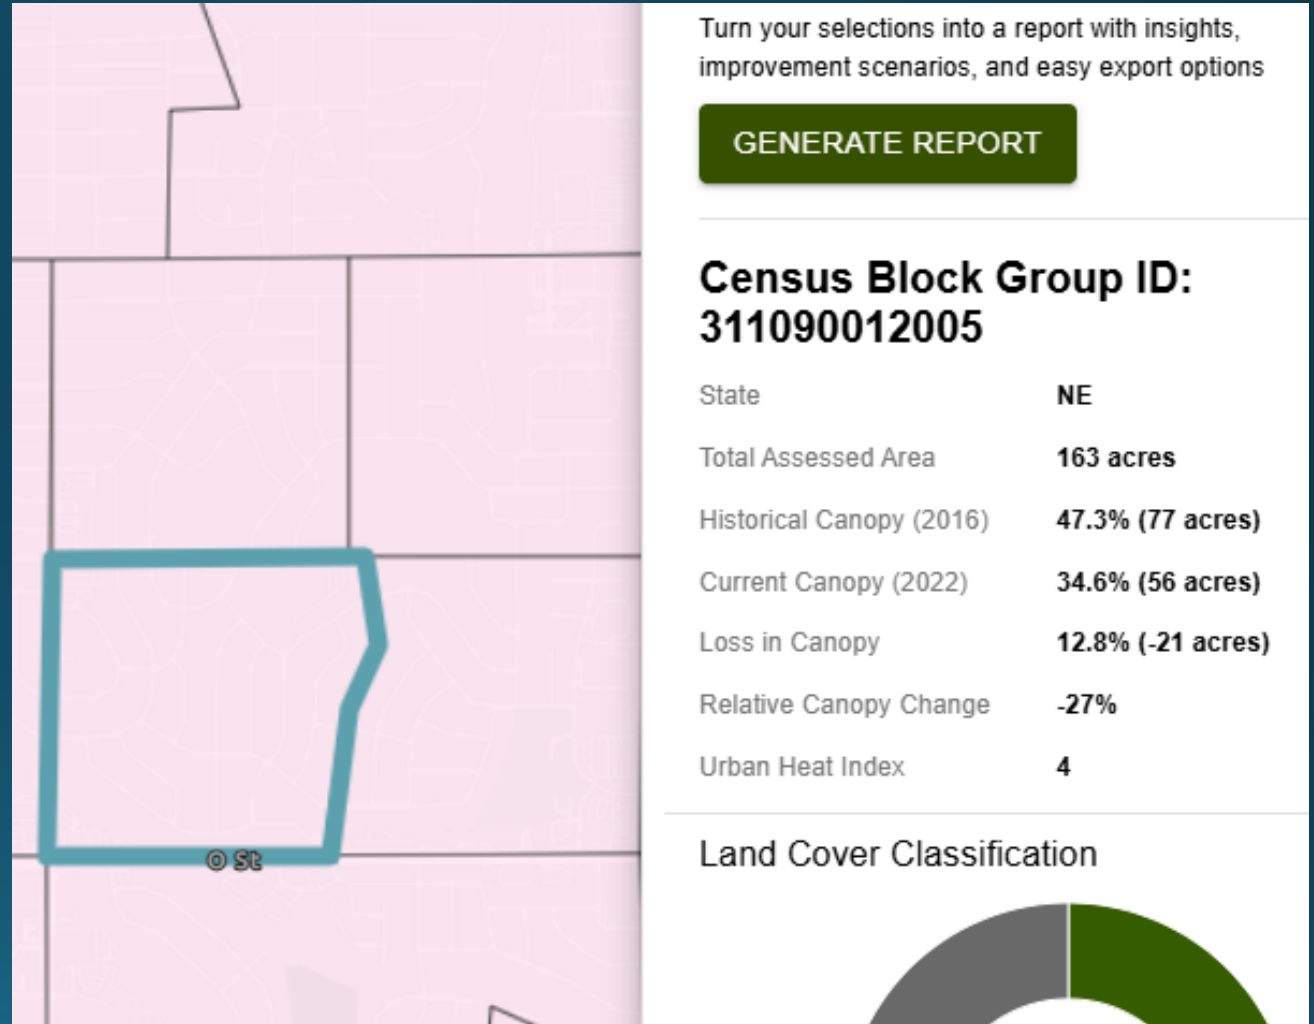 Turn your selections into a report with insights,
improvement scenarios, and easy export options
GENERATE REPORT
Census Block Group ID:
311090012005
State NE
Total Assessed Area 163 acres
Historical Canopy (2016) 47.3% (77 acres)
Current Canopy (2022) 34.6% (56 acres)
Loss in Canopy 12.8% (-21 acres)
Relative Canopy Change -27%
Urban Heat Index 4
Land Cover Classification
O St